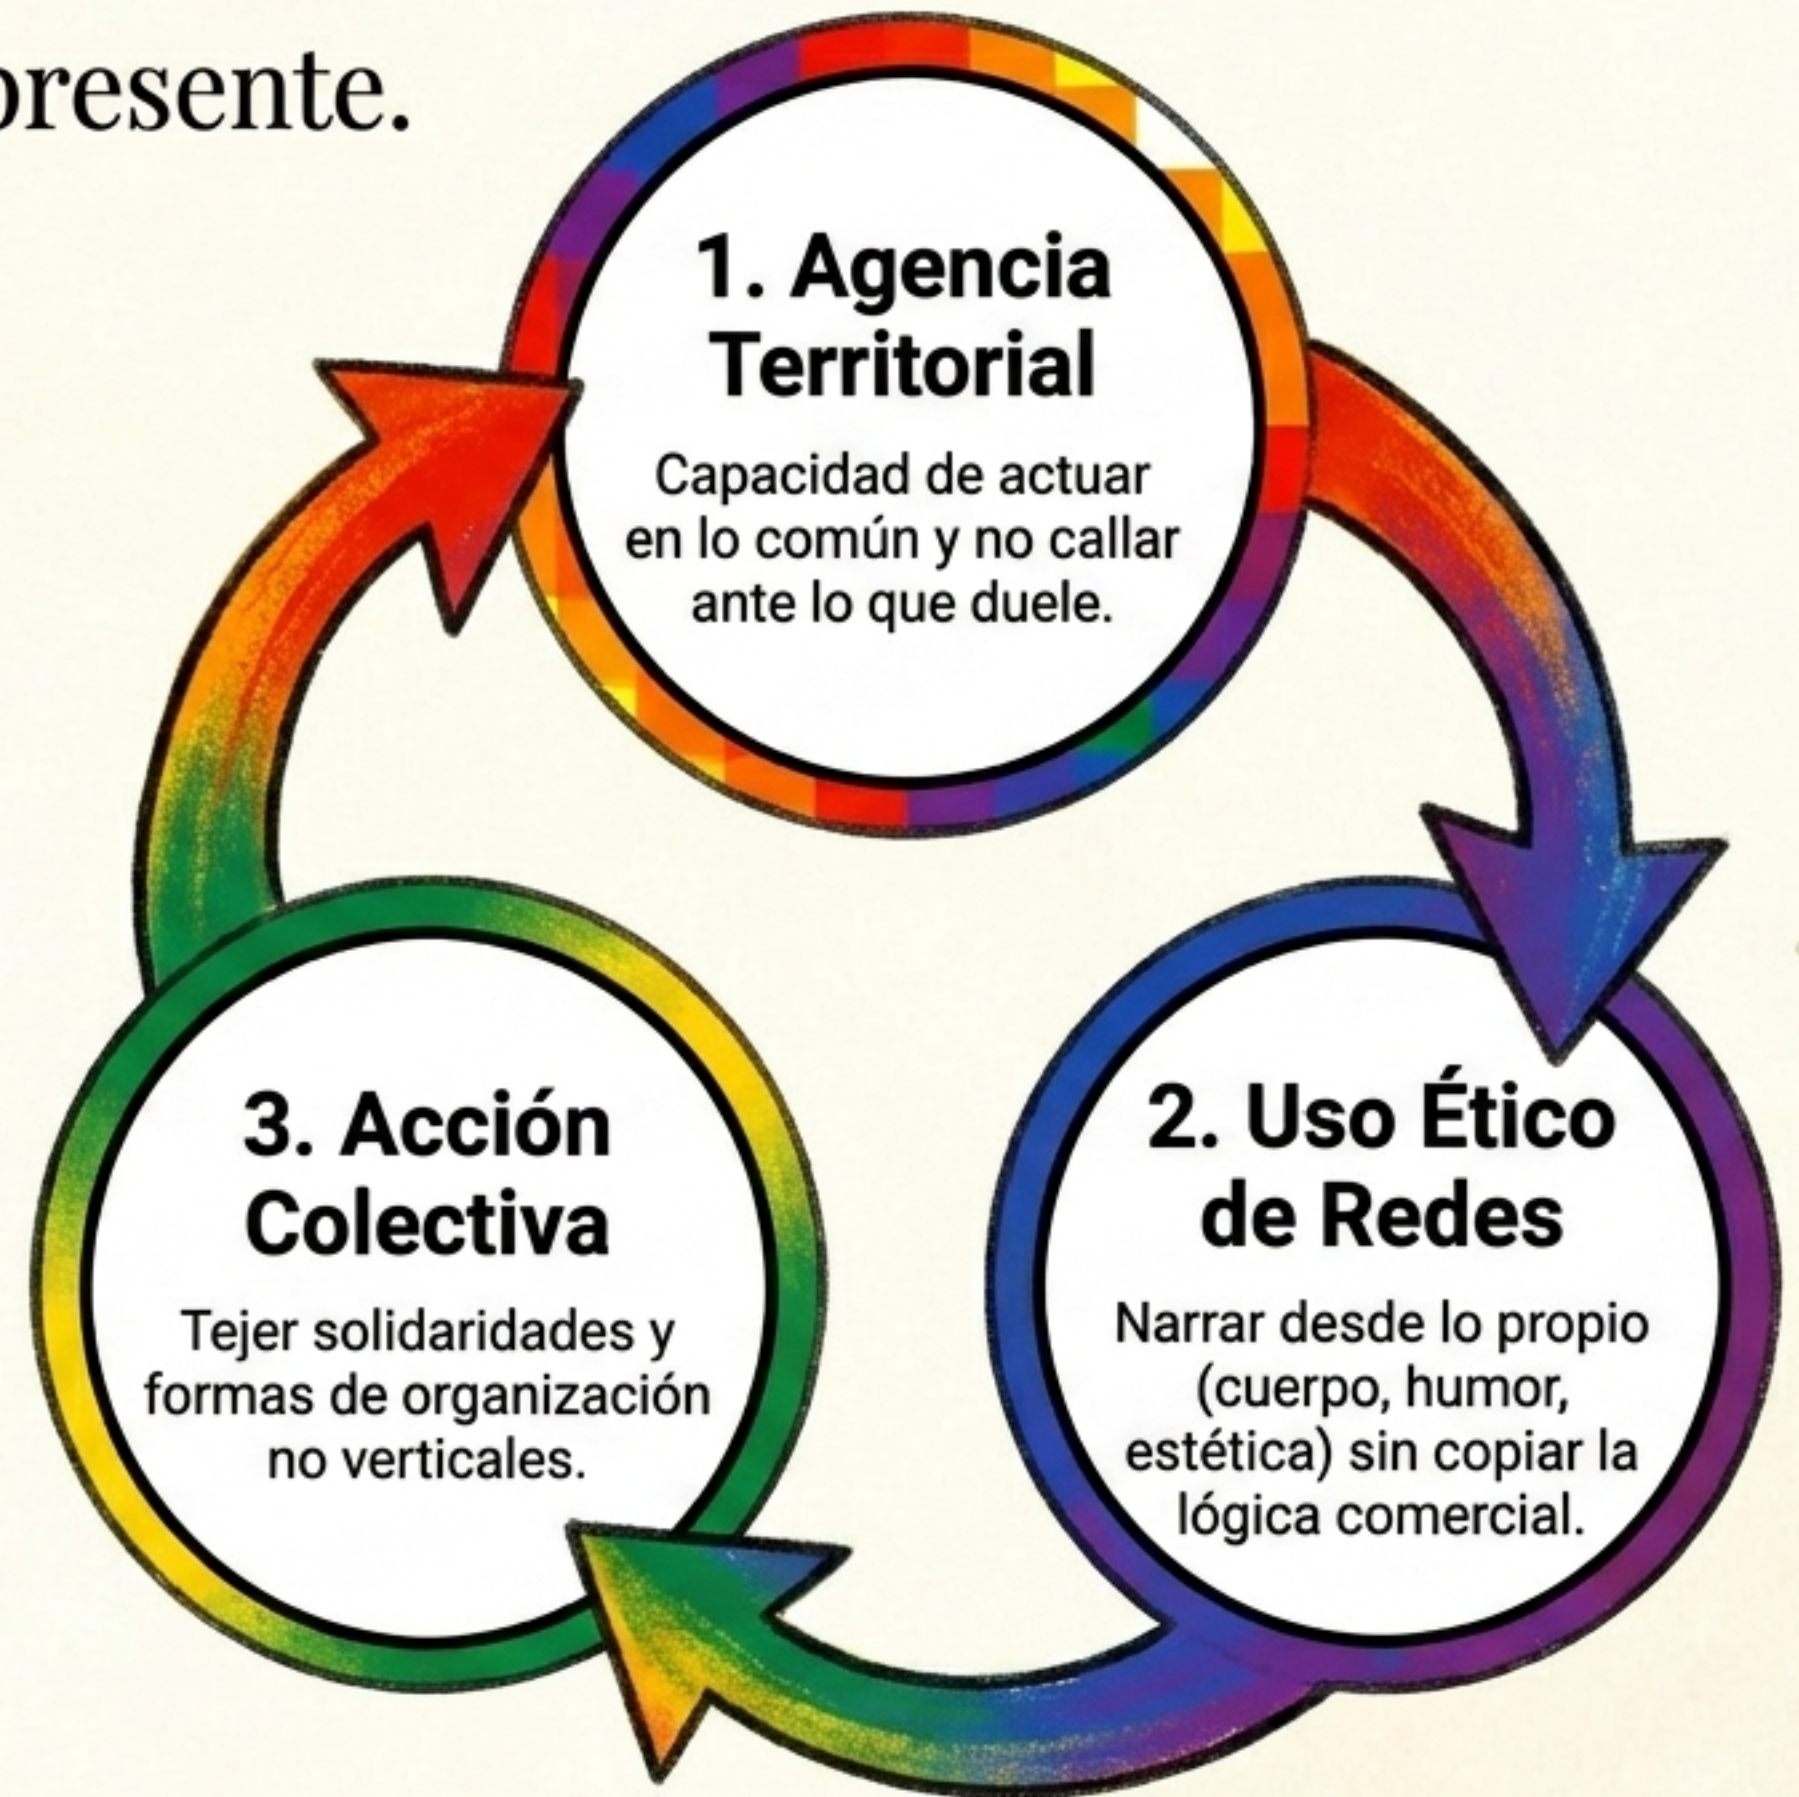 presente.
1. Agencia
Territorial
Capacidad de actuar
en lo común y no callar
ante lo que duele.
2. Uso Ético
de Redes
Narrar desde lo propio
(cuerpo, humor,
estética) sin copiar la
lógica comercial.
3. Acción
Colectiva
Tejer solidaridades y
formas de organización
no verticales.